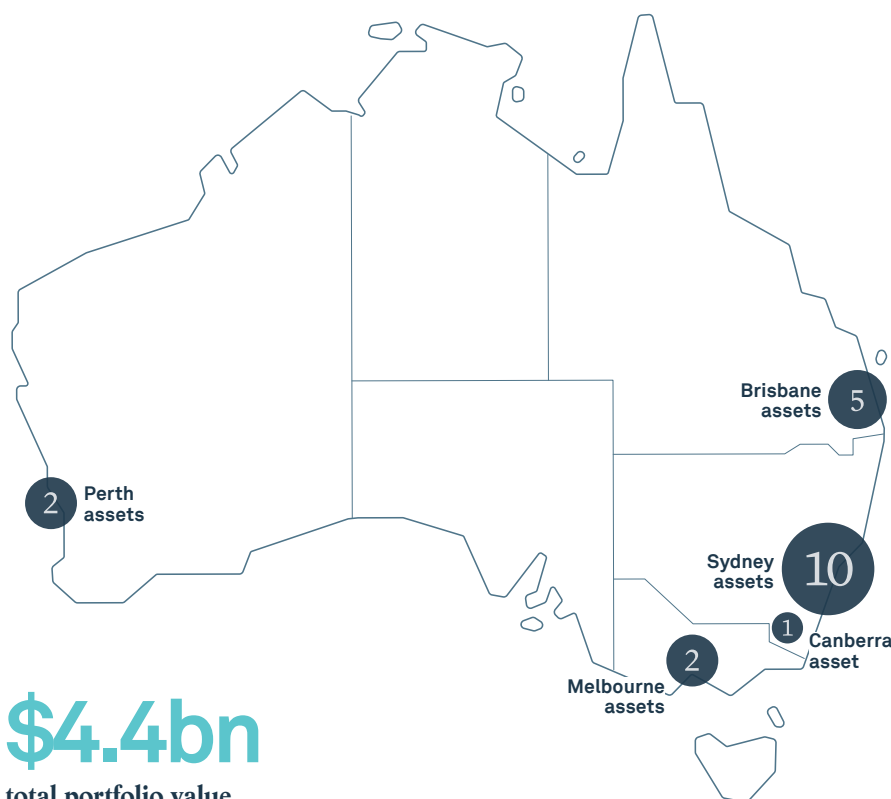 Brisbane
assets
5
2
Perth
assets
Sydney
assets
10
1
Canberra
asset
2
Melbourne
assets
$4.4bn
total portfolio value